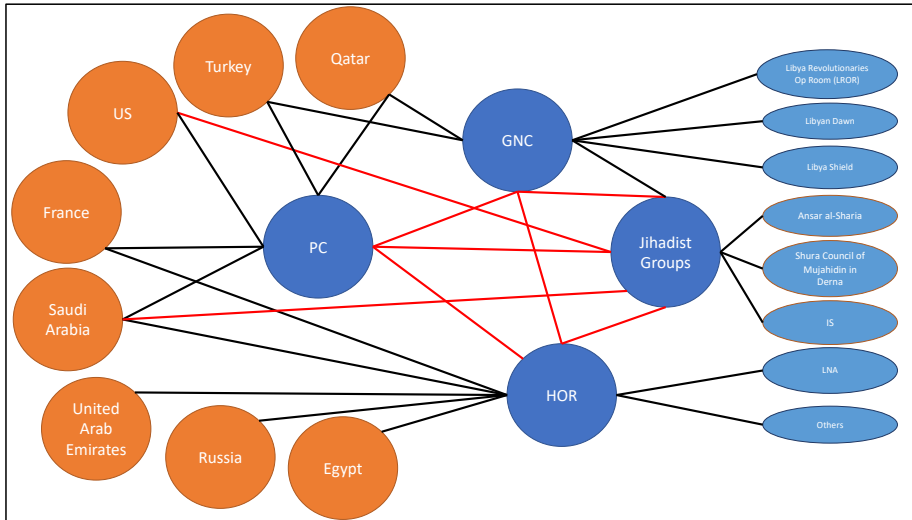 Qatar
Turkey
US
France
Saudi
Arabia
United
Arab
Emirates
Russia
Egypt
PC
GNC
Jihadist
Groups
HOR
Libya Revolutionaries
Op Room (LROR)
Libyan Dawn
Libya Shield
Ansar al-Sharia
Shura Council of
Mujahidin in
Derna
IS
LNA
Others